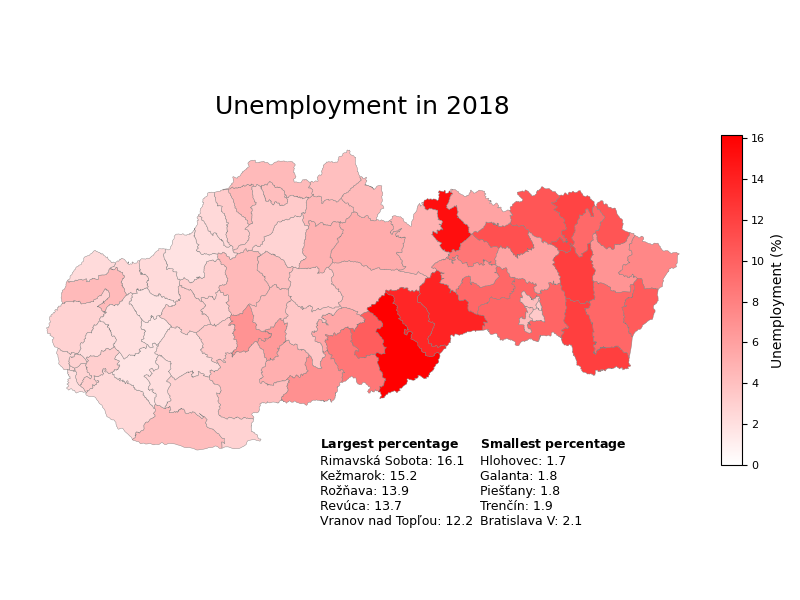 Unemployment in 2018
16
14
12
10
8
6
4
2
0
Unemployment (%)
Largest percentage
Rimavská Sobota: 16.1
Kežmarok: 15.2
Rožňava: 13.9
Revúca: 13.7
Vranov nad Topľou: 12.2
Smallest percentage
Hlohovec: 1.7
Galanta: 1.8
Piešťany: 1.8
Trenčín: 1.9
Bratislava V: 2.1